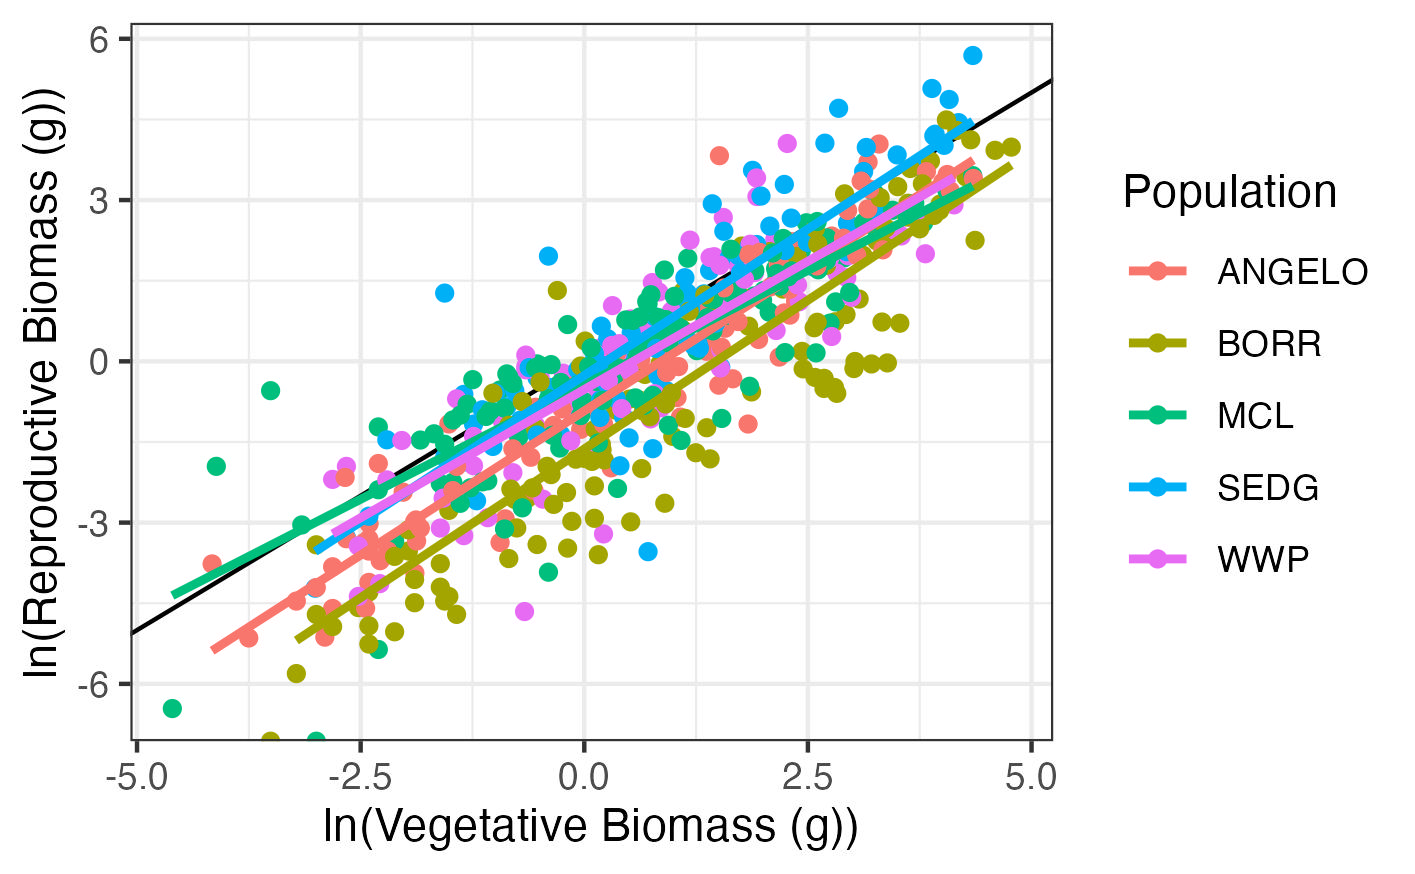 ln(Reproductive Biomass (g))
6
3
0
-3
-6
-5.0
-2.5
0.0
2.5
5.0
ln(Vegetative Biomass (g))
Population
ANGELO
BORR
MCL
SEDG
WWP